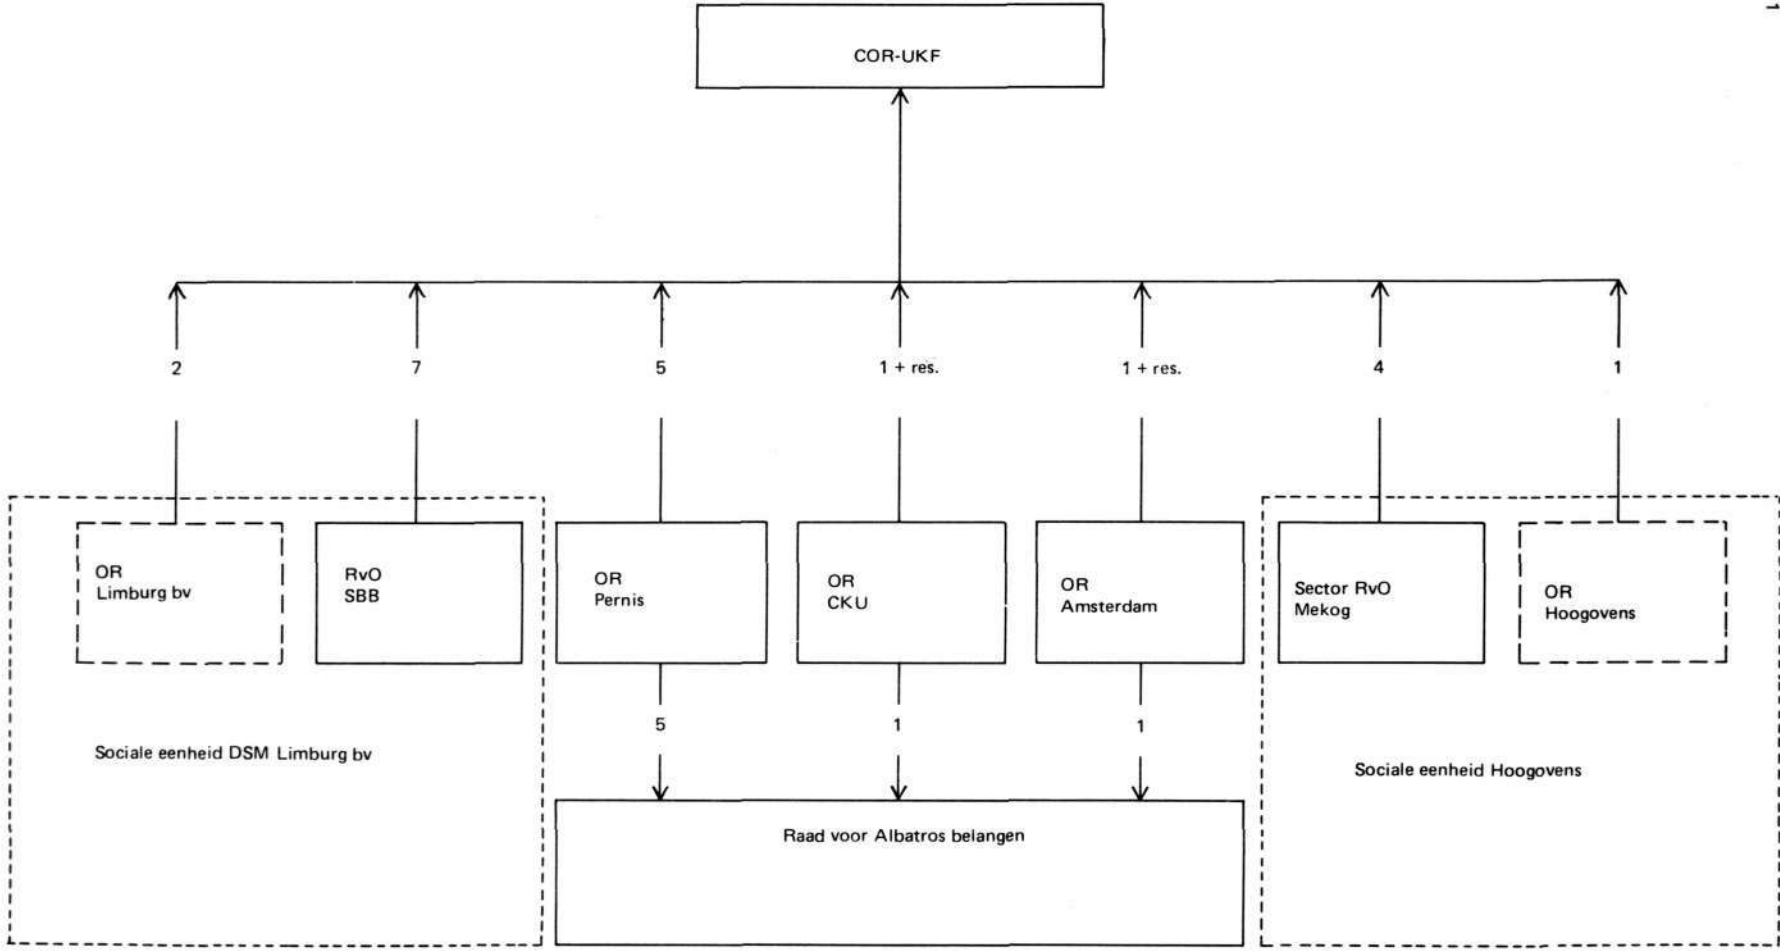 COR-UKF
2
7
5
1 + res.
1 + res.
4
1
OR
Limburg bv
RvO
SBB
OR
Pernis
OR
CKU
OR
Amsterdam
Sector RvO
Mekog
OR
Hoogovens
5
1
1
Sociale eenheid DSM Limburg bv
Sociale eenheid Hoogovens
Raad voor Albatros belangen